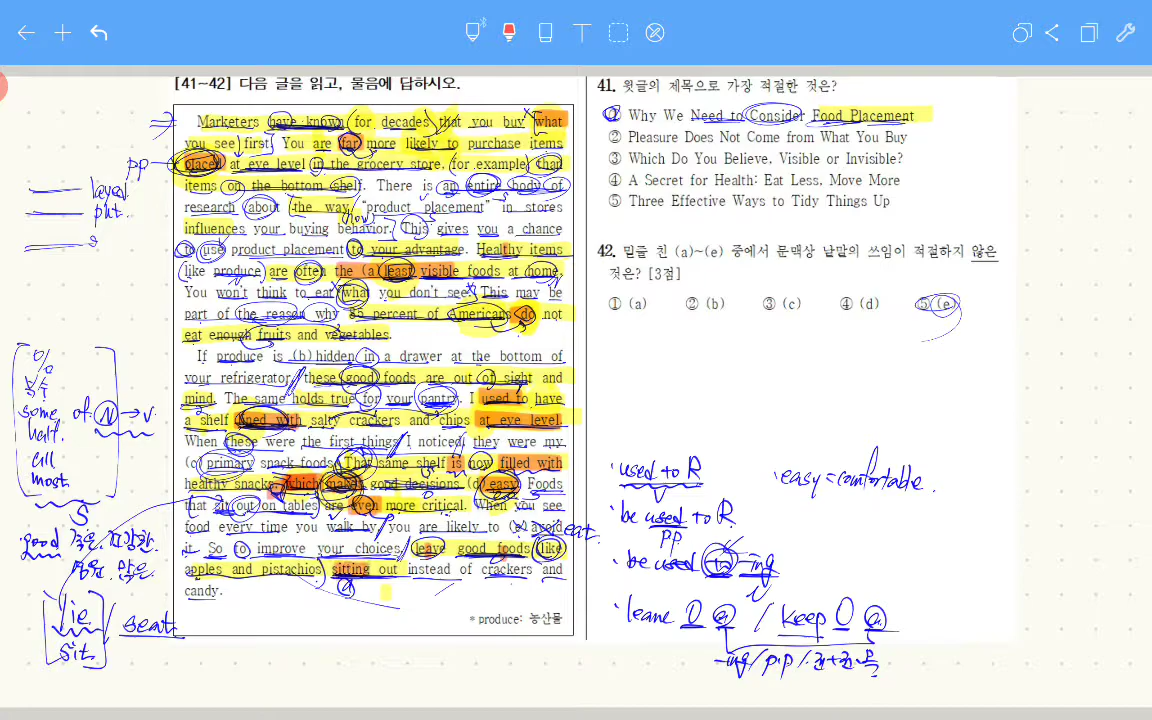 [41~42] 다음 글을 읽고, 물음에 답하시오.
Marketers have known for decades that you buy what
you see first. You are far more likely to purchase items
placed at eye level in the grocery store, for example, than
items on the bottom shelf. There is an entire body of
research about the way “product placement” in stores
influences your buying behavior. This gives you a chance
to use product placement to your advantage. Healthy items
like produce are often the (a) least visible foods at home.
You won't think to eat what you don't see. This may be
part of the reason why 85 percent of Americans do not
eat enough fruits and vegetables.
If produce is (b) hidden in a drawer at the bottom of
your refrigerator, these good foods are out of sight and
mind. The same holds true for your pantry. I used to have
a shelf lined with salty crackers and chips at eye level.
When these were the first things I noticed, they were my
(c) primary snack foods. That same shelf is now filled with
healthy snacks, which makes good decisions (d) easy. Foods
that sit out on tables are even more critical. When you see
food every time you walk by, you are likely to (e) avoid
it. So to improve your choices, leave good foods like
apples and pistachios sitting out instead of crackers and
candy.
* produce: 농산물
pp
level
some of N → V
half
all
most
S
good
lie
sit
/ seat
eat
41. 윗글의 제목으로 가장 적절한 것은?
① Why We Need to Consider Food Placement
② Pleasure Does Not Come from What You Buy
③ Which Do You Believe, Visible or Invisible?
④ A Secret for Health: Eat Less, Move More
⑤ Three Effective Ways to Tidy Things Up
42. 밑줄 친 (a)~(e) 중에서 문맥상 낱말의 쓰임이 적절하지 않은
것은? [3점]
① (a) ② (b) ③ (c) ④ (d) ⑤ (e)
· used to R
· easy = comfortable.
· be used to R
pp
· be used to -ing
· leave O ⓐ / keep O ⓐ
-ing / p.p /